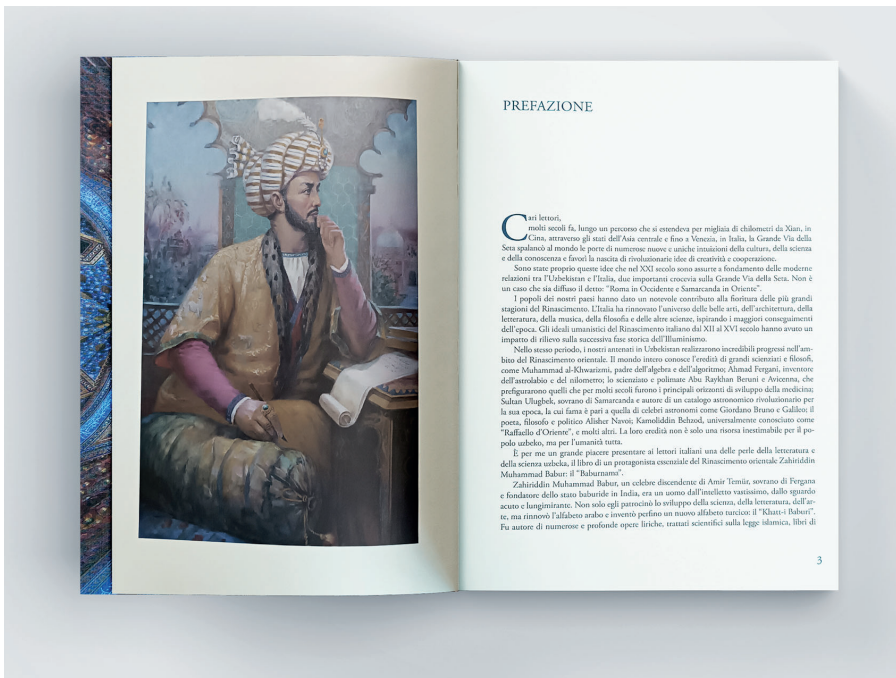 PREFAZIONE
Cari lettori,
molti secoli fa, lungo un percorso che si estendeva per migliaia di chilometri da Xian, in
Cina, attraverso gli stati dell'Asia centrale e fino a Venezia, in Italia, la Grande Via della
Seta spalancò al mondo le porte di numerose nuove e uniche intuizioni della cultura, della scienza
e della conoscenza e favorì la nascita di rivoluzionarie idee di creatività e cooperazione.
Sono state proprio queste idee che nel XXI secolo sono assurte a fondamento delle moderne
relazioni tra l'Uzbekistan e l'Italia, due importanti crocevia sulla Grande Via della Seta. Non è
un caso che sia diffuso il detto: "Roma in Occidente e Samarcanda in Oriente".
I popoli dei nostri paesi hanno dato un notevole contributo alla fioritura delle più grandi
stagioni del Rinascimento. L'Italia ha rinnovato l'universo delle belle arti, dell'architettura, della
letteratura, della musica, della filosofia e delle altre scienze, ispirando i maggiori conseguimenti
dell'epoca. Gli ideali umanistici del Rinascimento italiano dal XII al XVI secolo hanno avuto un
impatto di rilievo sulla successiva fase storica dell'Illuminismo.
Nello stesso periodo, i nostri antenati in Uzbekistan realizzarono incredibili progressi nell'am-
bito del Rinascimento orientale. Il mondo intero conosce l'eredità di grandi scienziati e filosofi,
come Muhammad al-Khwarizmi, padre dell'algebra e dell'algoritmo; Ahmad Fergani, inventore
dell'astrolabio e del nilometro; lo scienziato e polimate Abu Raykhan Beruni e Avicenna, che
prefigurarono quelli che per molti secoli furono i principali orizzonti di sviluppo della medicina;
Sultan Ulugbek, sovrano di Samarcanda e autore di un catalogo astronomico rivoluzionario per
la sua epoca, la cui fama è pari a quella di celebri astronomi come Giordano Bruno e Galileo; il
poeta, filosofo e politico Alisher Navoi; Kamoliddin Behzod, universalmente conosciuto come
"Raffaello d'Oriente", e molti altri. La loro eredità non è solo una risorsa inestimabile per il po-
polo uzbeko, ma per l'umanità tutta.
È per me un grande piacere presentare ai lettori italiani una delle perle della letteratura e
della scienza uzbeka, il libro di un protagonista essenziale del Rinascimento orientale Zahiriddin
Muhammad Babur: il "Baburnama".
Zahiriddin Muhammad Babur, un celebre discendente di Amir Temür, sovrano di Fergana
e fondatore dello stato baburide in India, era un uomo dall'intelletto vastissimo, dallo sguardo
acuto e lungimirante. Non solo egli patrocinò lo sviluppo della scienza, della letteratura, dell'ar-
te, ma rinnovò l'alfabeto arabo e inventò perfino un nuovo alfabeto turcico: il "Khatt-i Baburi".
Fu autore di numerose e profonde opere liriche, trattati scientifici sulla legge islamica, libri di
3